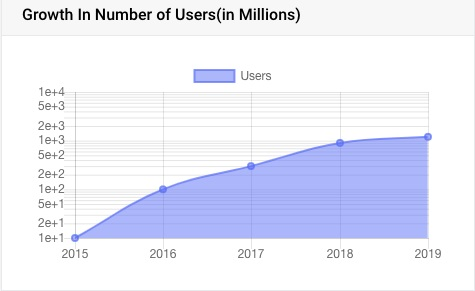 Growth In Number of Users(in Millions)
Users
1e+4
5e+3
2e+3
1e+3
5e+2
2e+2
1e+2
5e+1
2e+1
1e+1
2015 2016 2017 2018 2019